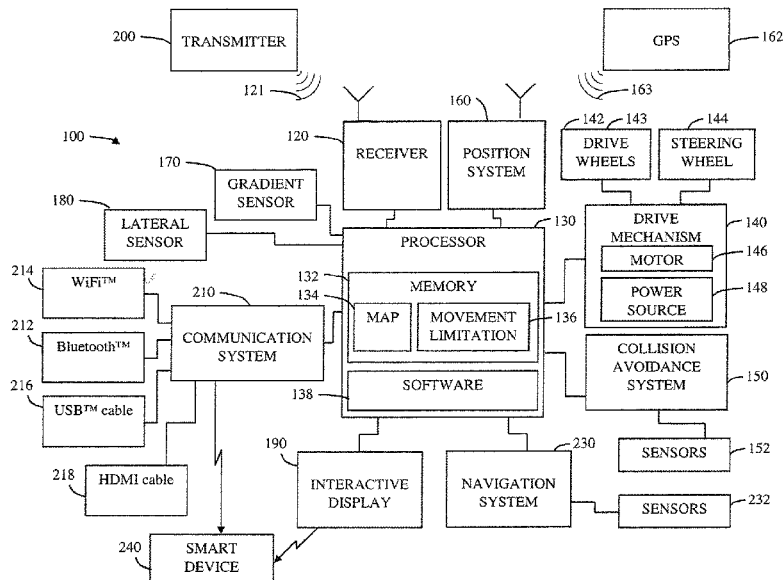 200
TRANSMITTER
GPS
162
121
163
160
142 143
144
100
120
RECEIVER
POSITION
SYSTEM
DRIVE
WHEELS
STEERING
WHEEL
170
GRADIENT
SENSOR
180
LATERAL
SENSOR
130
PROCESSOR
DRIVE
MECHANISM
140
MOTOR
146
POWER
SOURCE
148
132
MEMORY
134
MAP
MOVEMENT
LIMITATION
136
214
WiFi™
210
COMMUNICATION
SYSTEM
212
Bluetooth™
216
USB™ cable
138
SOFTWARE
COLLISION
AVOIDANCE
SYSTEM
150
218
HDMI cable
190
INTERACTIVE
DISPLAY
230
NAVIGATION
SYSTEM
SENSORS
152
SENSORS
232
240
SMART
DEVICE